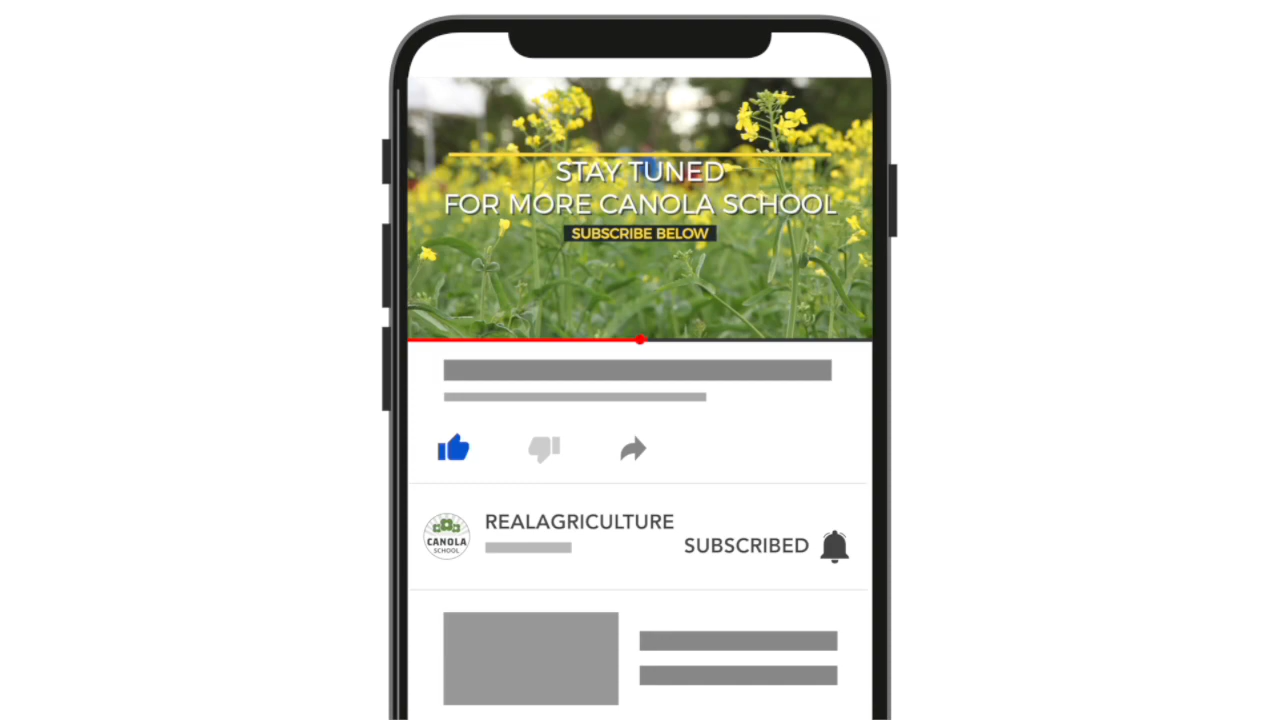 STAY TUNED
FOR MORE CANOLA SCHOOL
SUBSCRIBE BELOW
REALAGRICULTURE
CANOLA
SCHOOL
SUBSCRIBED